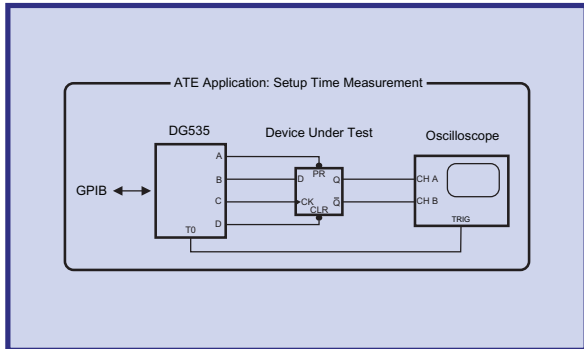 ATE Application: Setup Time Measurement
DG535
Device Under Test
Oscilloscope
GPIB
A
B
C
D
T0
PR
D
Q
CK
Q̅
CLR
CH A
CH B
TRIG